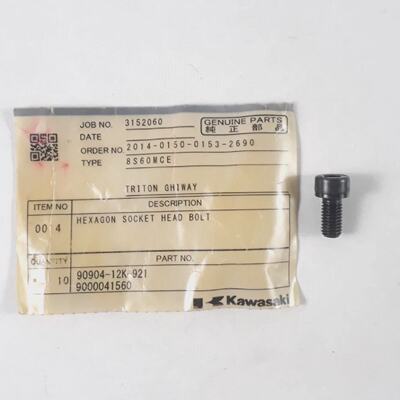 JOB NO. 3152060
GENUINE PARTS
純正部品
DATE
ORDER NO. 2014-0150-0153-2690
TYPE 8S60MCE
TRITON GHIWAY
ITEM NO DESCRIPTION
0014 HEXAGON SOCKET HEAD BOLT
QUANTITY PART NO.
10 90904-12K-921
9000041560
Kawasaki